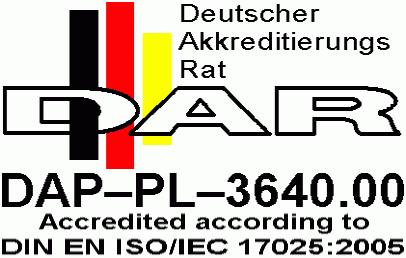 Deutscher
Akkreditierungs
Rat
DAR
DAP–PL–3640.00
Accredited according to
DIN EN ISO/IEC 17025:2005